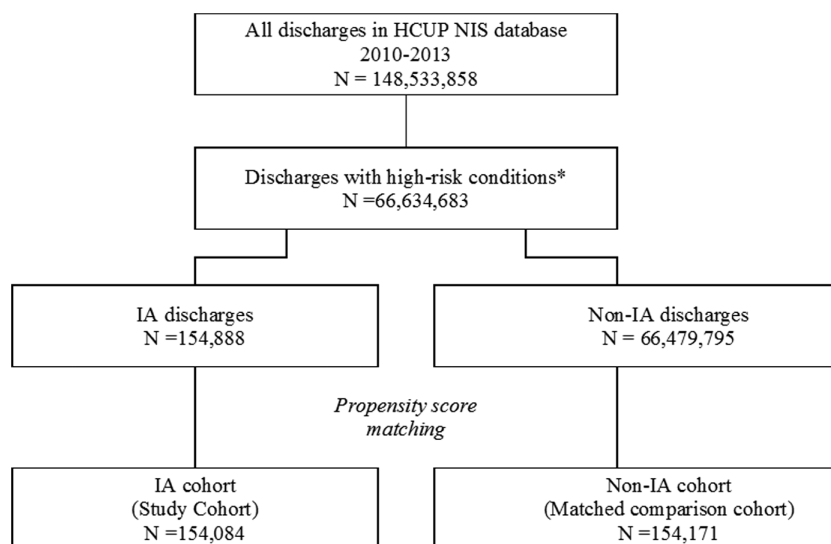 All discharges in HCUP NIS database
2010-2013
N = 148,533,858
Discharges with high-risk conditions*
N =66,634,683
IA discharges
N =154,888
Non-IA discharges
N = 66,479,795
Propensity score
matching
IA cohort
(Study Cohort)
N =154,084
Non-IA cohort
(Matched comparison cohort)
N =154,171